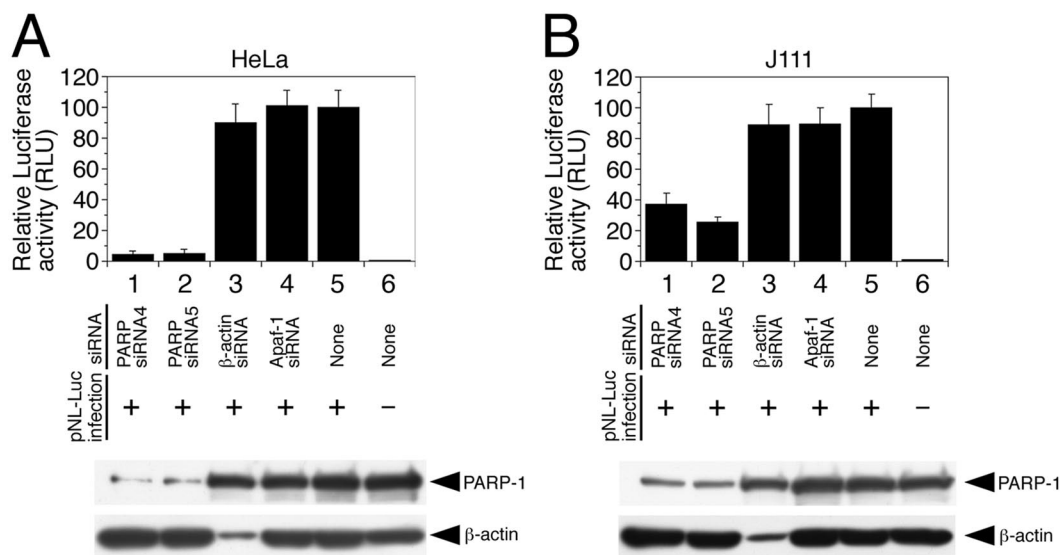 A
HeLa
Relative Luciferase
activity (RLU)
120
100
80
60
40
20
0
1 2 3 4 5 6
siRNA
PARP
siRNA4
PARP
siRNA5
β-actin
siRNA
Apaf-1
siRNA
None
None
pNL-Luc
infection
+ + + + + −
PARP-1
β-actin
B
J111
Relative Luciferase
activity (RLU)
120
100
80
60
40
20
0
1 2 3 4 5 6
siRNA
PARP
siRNA4
PARP
siRNA5
β-actin
siRNA
Apaf-1
siRNA
None
None
pNL-Luc
infection
+ + + + + −
PARP-1
β-actin